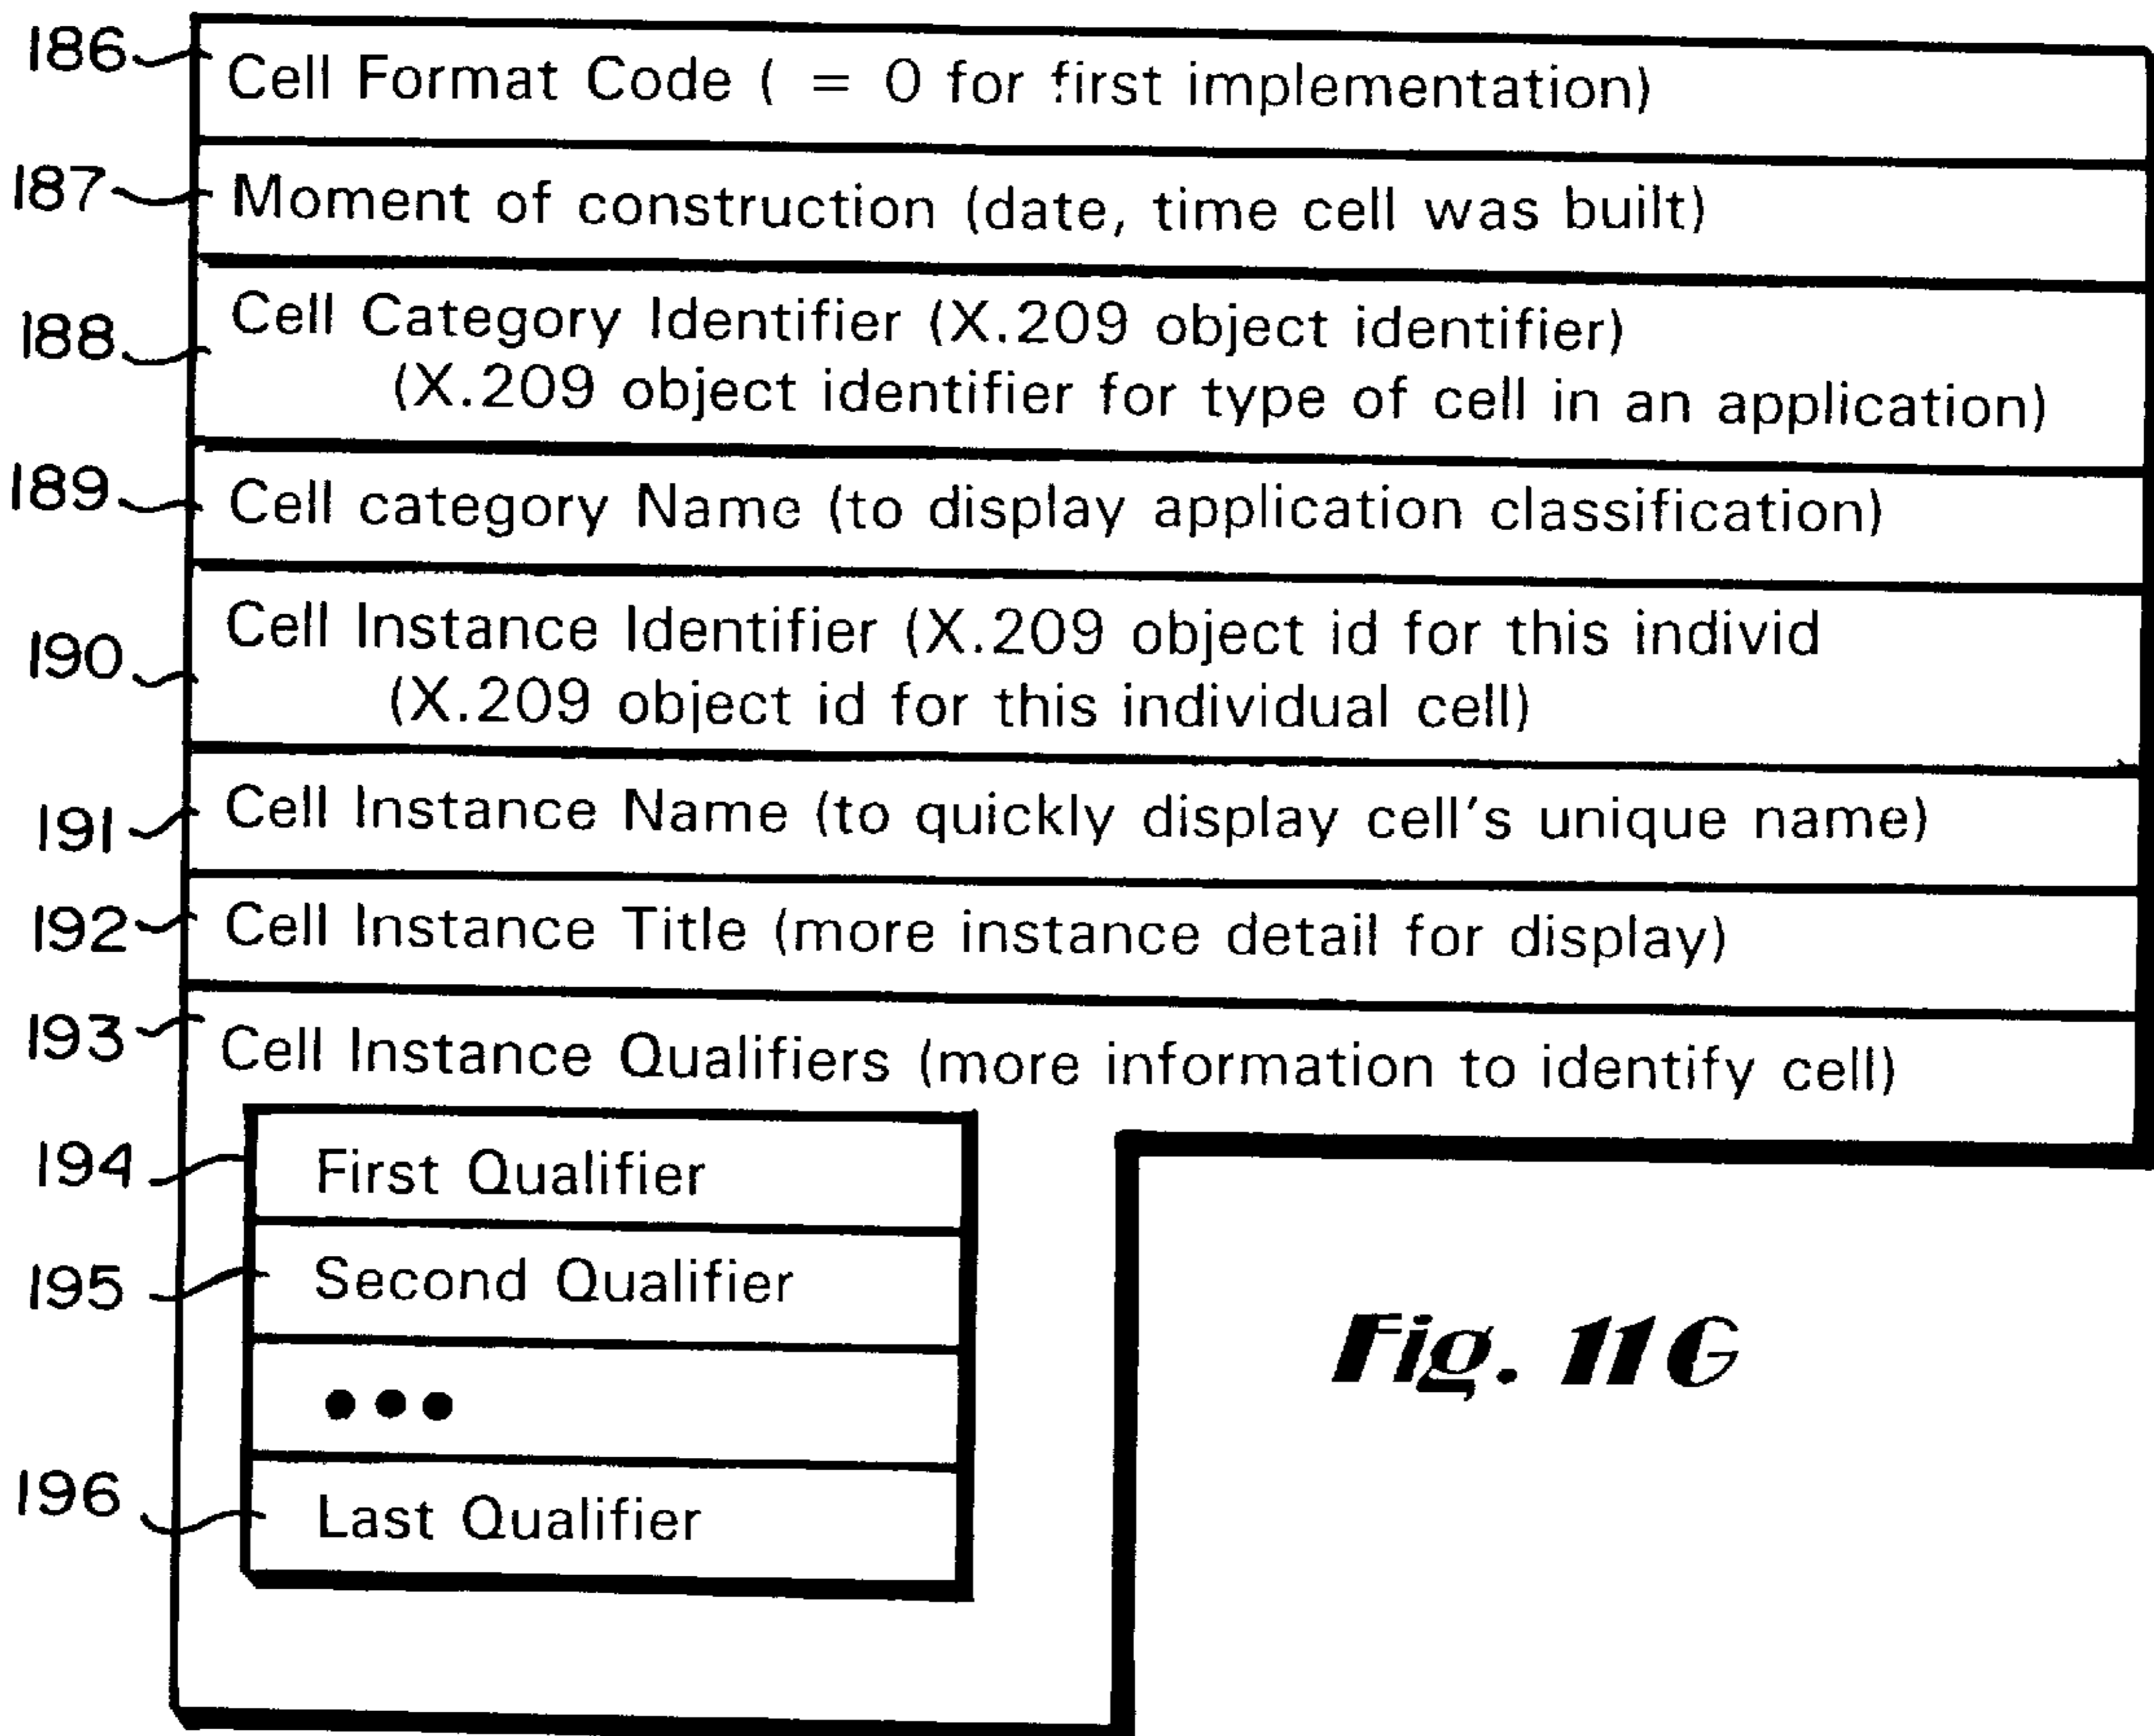 186 Cell Format Code ( = 0 for first implementation)
187 Moment of construction (date, time cell was built)
188 Cell Category Identifier (X.209 object identifier)
(X.209 object identifier for type of cell in an application)
189 Cell category Name (to display application classification)
190 Cell Instance Identifier (X.209 object id for this individ
(X.209 object id for this individual cell)
191 Cell Instance Name (to quickly display cell's unique name)
192 Cell Instance Title (more instance detail for display)
193 Cell Instance Qualifiers (more information to identify cell)
194 First Qualifier
195 Second Qualifier
●●●
196 Last Qualifier
Fig. 11G